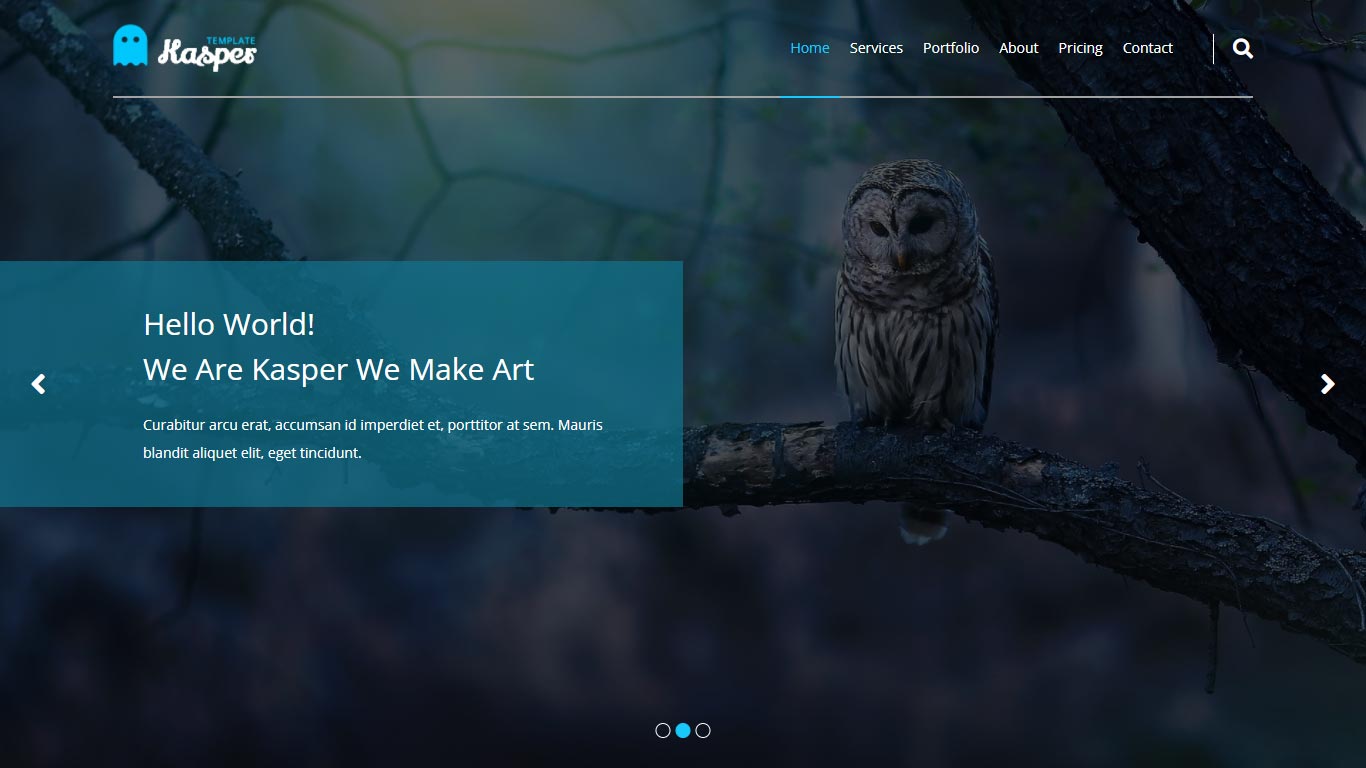 TEMPLATE
Kasper
Home Services Portfolio About Pricing Contact
Hello World!
We Are Kasper We Make Art
Curabitur arcu erat, accumsan id imperdiet et, porttitor at sem. Mauris
blandit aliquet elit, eget tincidunt.